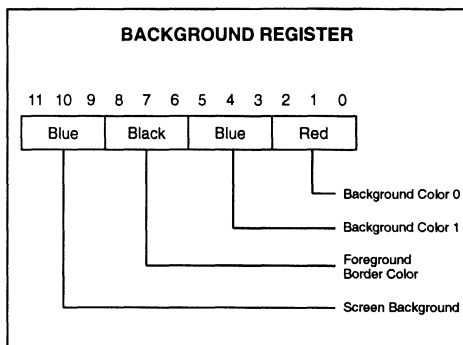 BACKGROUND REGISTER
11 10 9 8 7 6 5 4 3 2 1 0
Blue Black Blue Red
Background Color 0
Background Color 1
Foreground
Border Color
Screen Background